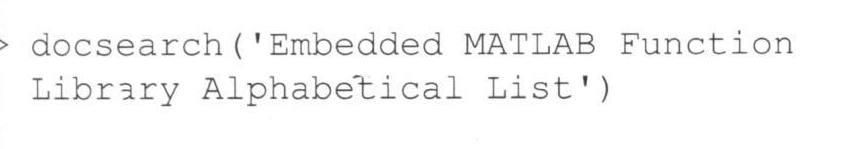 > docsearch('Embedded MATLAB Function
Library Alphabetical List')